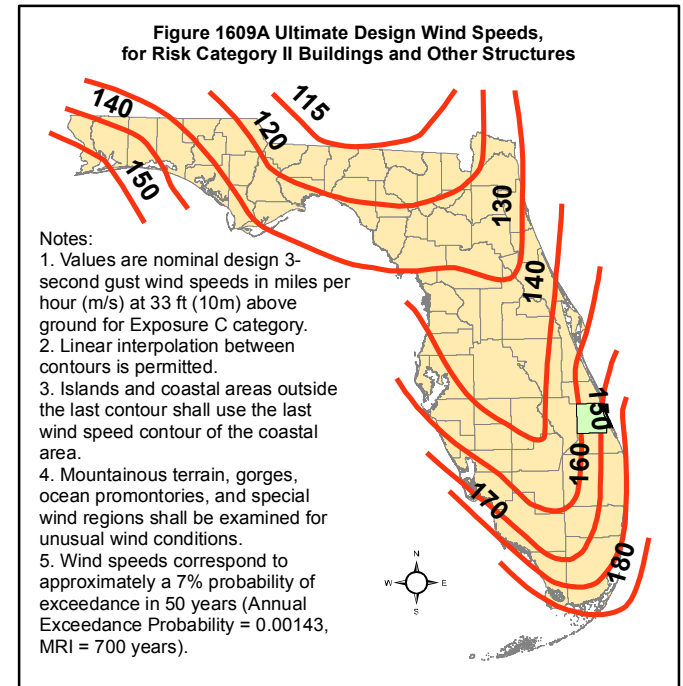 Figure 1609A Ultimate Design Wind Speeds,
for Risk Category II Buildings and Other Structures
115
140
120
150
130
Notes:
1. Values are nominal design 3-
second gust wind speeds in miles per
hour (m/s) at 33 ft (10m) above
ground for Exposure C category.
2. Linear interpolation between
contours is permitted.
3. Islands and coastal areas outside
the last contour shall use the last
wind speed contour of the coastal
area.
4. Mountainous terrain, gorges,
ocean promontories, and special
wind regions shall be examined for
unusual wind conditions.
5. Wind speeds correspond to
approximately a 7% probability of
exceedance in 50 years (Annual
Exceedance Probability = 0.00143,
MRI = 700 years).
140
150
160
170
180
N
W E
S